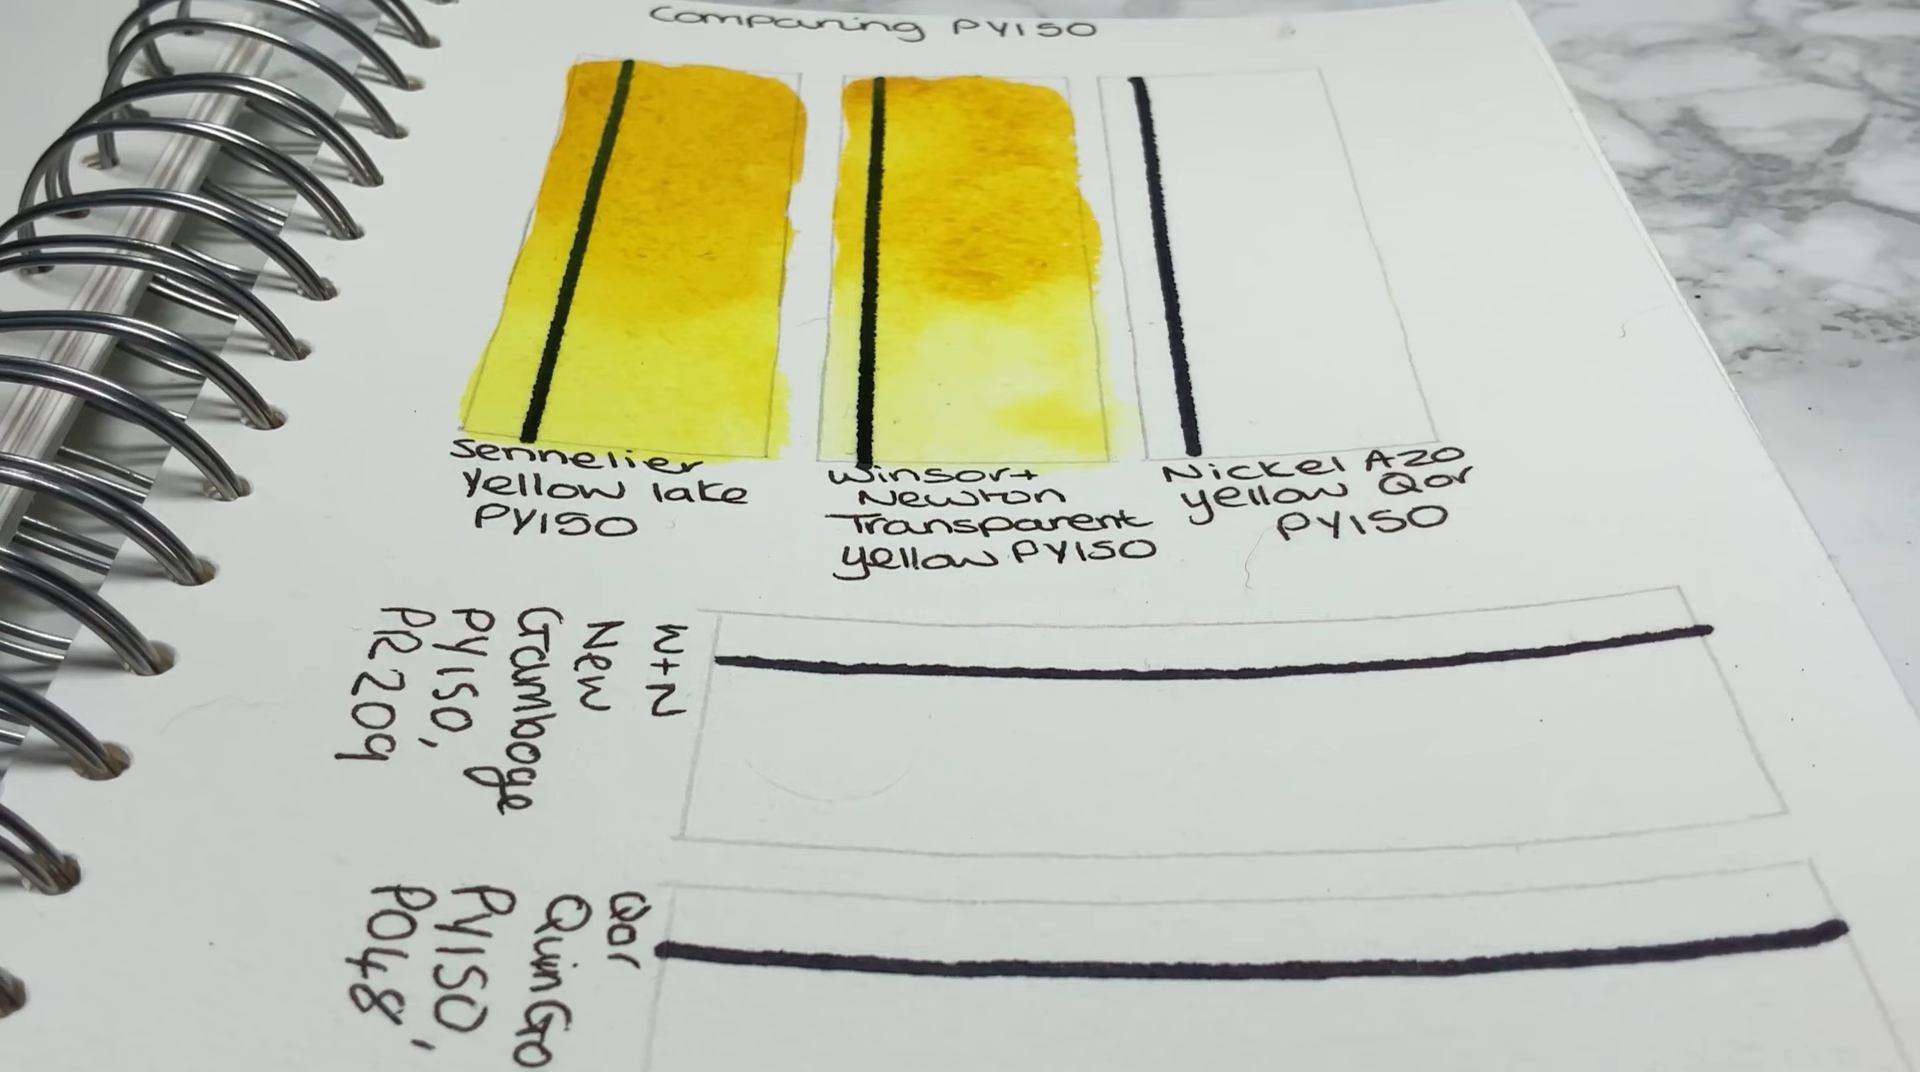 Comparing PY150
Sennelier
Yellow lake
PY150
Winsor+
Newton
Transparent
yellow PY150
Nickel AZO
yellow Qor
PY150
W+N
New
Gamboge
PY150,
PR209
Qor
QuinGo
PY150,
PO48,